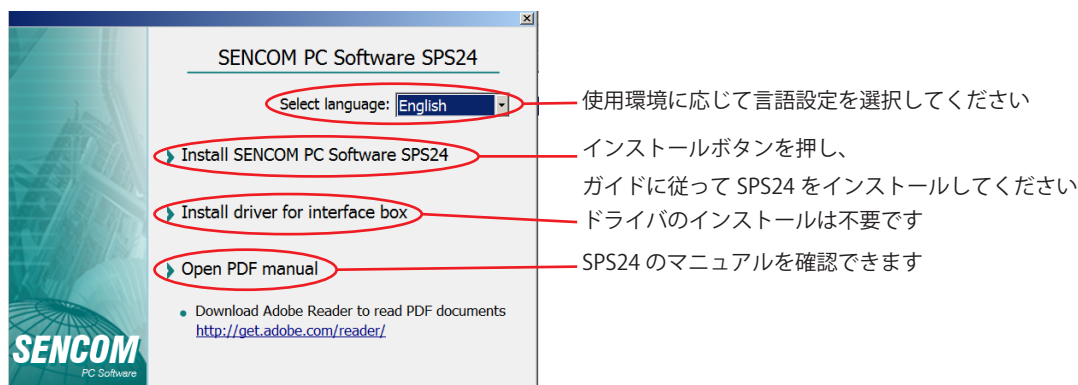 SENCOM PC Software SPS24
Select language: English
使用環境に応じて言語設定を選択してください
Install SENCOM PC Software SPS24
インストールボタンを押し、
ガイドに従って SPS24 をインストールしてください
Install driver for interface box
ドライバのインストールは不要です
Open PDF manual
SPS24 のマニュアルを確認できます
Download Adobe Reader to read PDF documents
http://get.adobe.com/reader/
SENCOM
PC Software